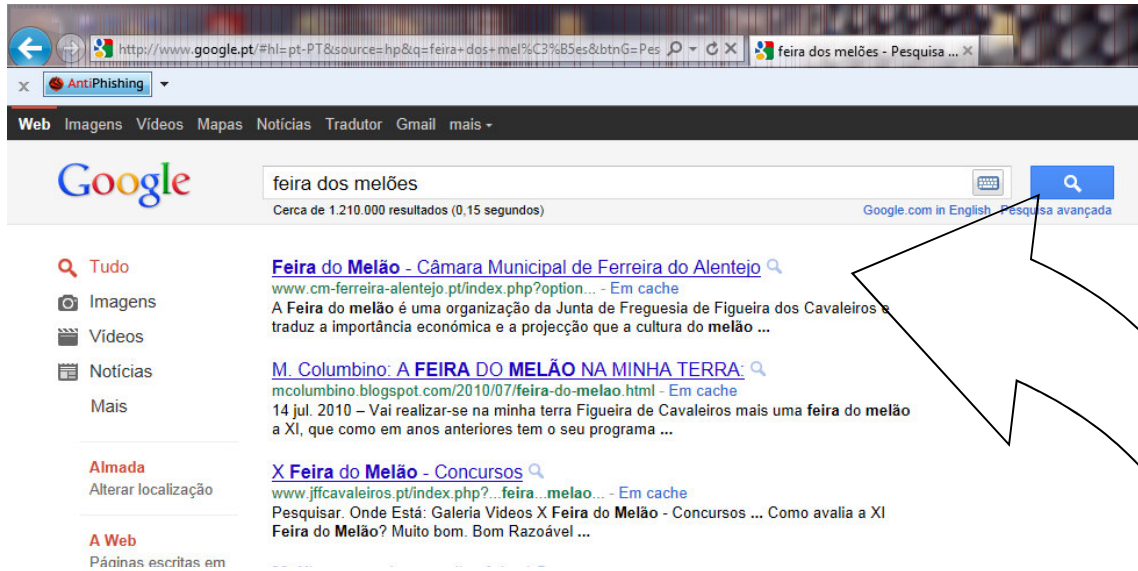 http://www.google.pt/#hl=pt-PT&source=hp&q=feira+dos+mel%C3%B5es&btnG=Pes
feira dos melões - Pesquisa ...
x AntiPhishing
Web Imagens Vídeos Mapas Notícias Tradutor Gmail mais
Google
feira dos melões
Cerca de 1.210.000 resultados (0,15 segundos)
Google.com in English Pesquisa avançada
Tudo
Imagens
Vídeos
Notícias
Mais
Almada
Alterar localização
A Web
Páginas escritas em
Feira do Melão - Câmara Municipal de Ferreira do Alentejo
www.cm-ferreira-alentejo.pt/index.php?option... - Em cache
A Feira do melão é uma organização da Junta de Freguesia de Figueira dos Cavaleiros e
traduz a importância económica e a projecção que a cultura do melão ...
M. Columbino: A FEIRA DO MELÃO NA MINHA TERRA:
mcolumbino.blogspot.com/2010/07/feira-do-melao.html - Em cache
14 jul. 2010 – Vai realizar-se na minha terra Figueira de Cavaleiros mais uma feira do melão
a XI, que como em anos anteriores tem o seu programa ...
X Feira do Melão - Concursos
www.jffcavaleiros.pt/index.php?...feira...melao... - Em cache
Pesquisar. Onde Está: Galeria Videos X Feira do Melão - Concursos ... Como avalia a XI
Feira do Melão? Muito bom. Bom Razoável ...